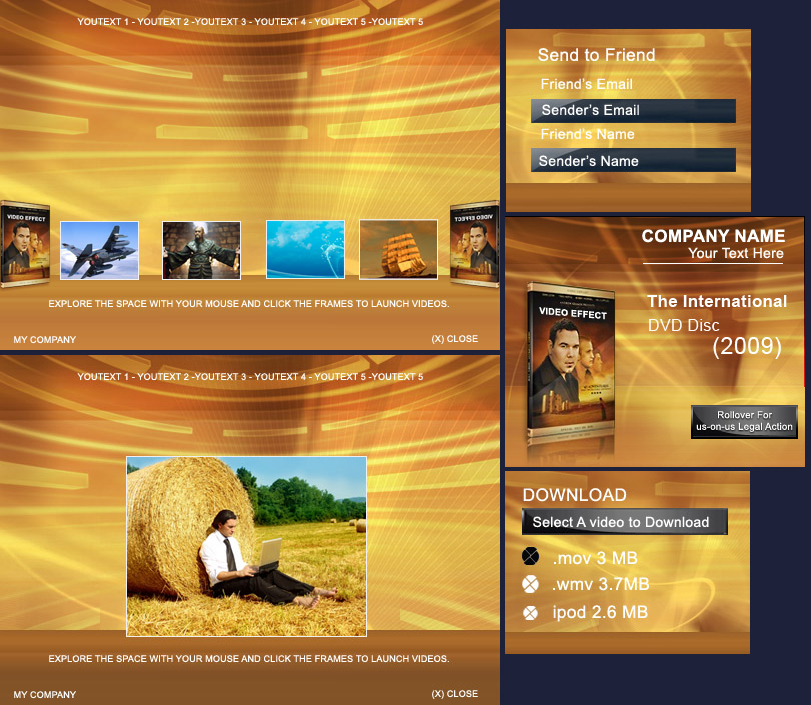 YOUTEXT 1 - YOUTEXT 2 -YOUTEXT 3 - YOUTEXT 4 - YOUTEXT 5 -YOUTEXT 5
VIDEO EFFECT
VIDEO EFFECT
EXPLORE THE SPACE WITH YOUR MOUSE AND CLICK THE FRAMES TO LAUNCH VIDEOS.
MY COMPANY
(X) CLOSE
YOUTEXT 1 - YOUTEXT 2 -YOUTEXT 3 - YOUTEXT 4 - YOUTEXT 5 -YOUTEXT 5
EXPLORE THE SPACE WITH YOUR MOUSE AND CLICK THE FRAMES TO LAUNCH VIDEOS.
MY COMPANY
(X) CLOSE
Send to Friend
Friend's Email
Sender's Email
Friend's Name
Sender's Name
COMPANY NAME
Your Text Here
VIDEO EFFECT
The International
DVD Disc
(2009)
Rollover For
us-on-us Legal Action
DOWNLOAD
Select A video to Download
.mov 3 MB
.wmv 3.7MB
ipod 2.6 MB